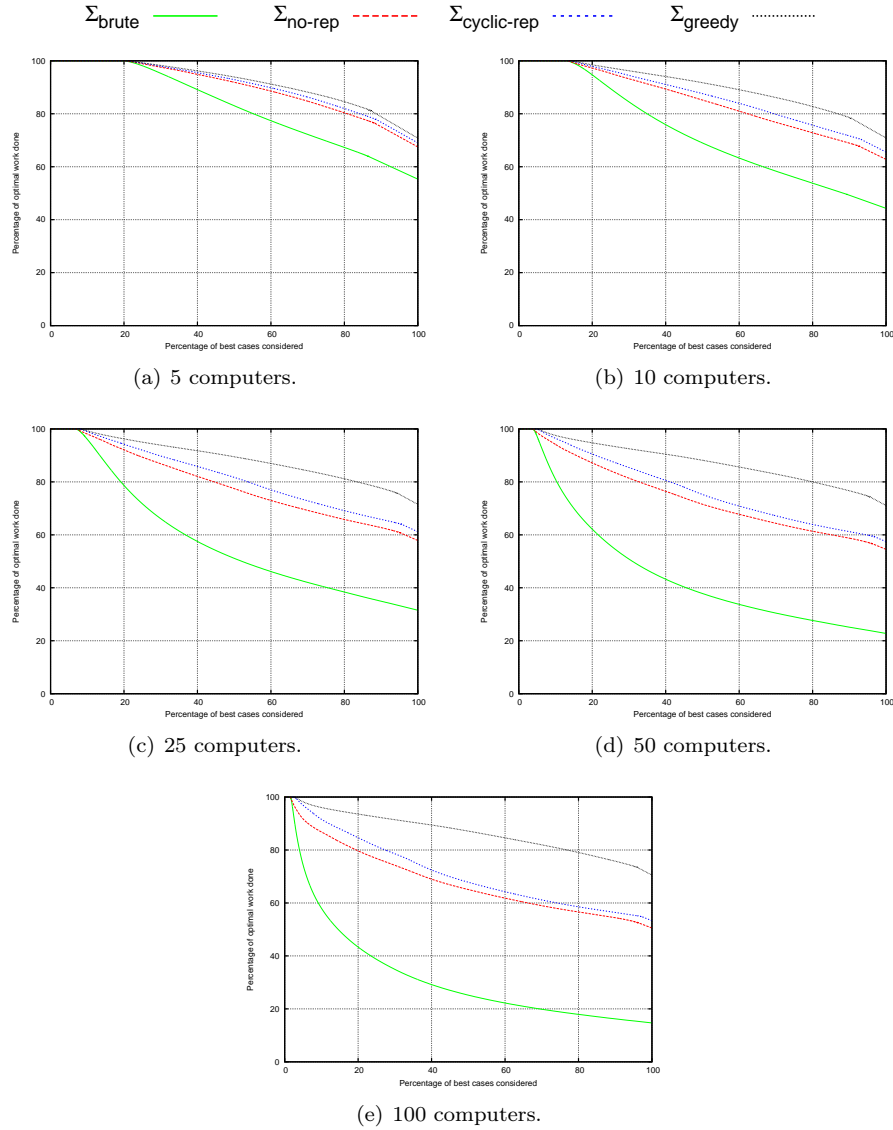 Σbrute Σno-rep Σcyclic-rep Σgreedy
100
80
60
40
20
0
0 20 40 60 80 100
Percentage of optimal work done
Percentage of best cases considered
(a) 5 computers.
100
80
60
40
20
0
0 20 40 60 80 100
Percentage of optimal work done
Percentage of best cases considered
(b) 10 computers.
100
80
60
40
20
0
0 20 40 60 80 100
Percentage of optimal work done
Percentage of best cases considered
(c) 25 computers.
100
80
60
40
20
0
0 20 40 60 80 100
Percentage of optimal work done
Percentage of best cases considered
(d) 50 computers.
100
80
60
40
20
0
0 20 40 60 80 100
Percentage of optimal work done
Percentage of best cases considered
(e) 100 computers.